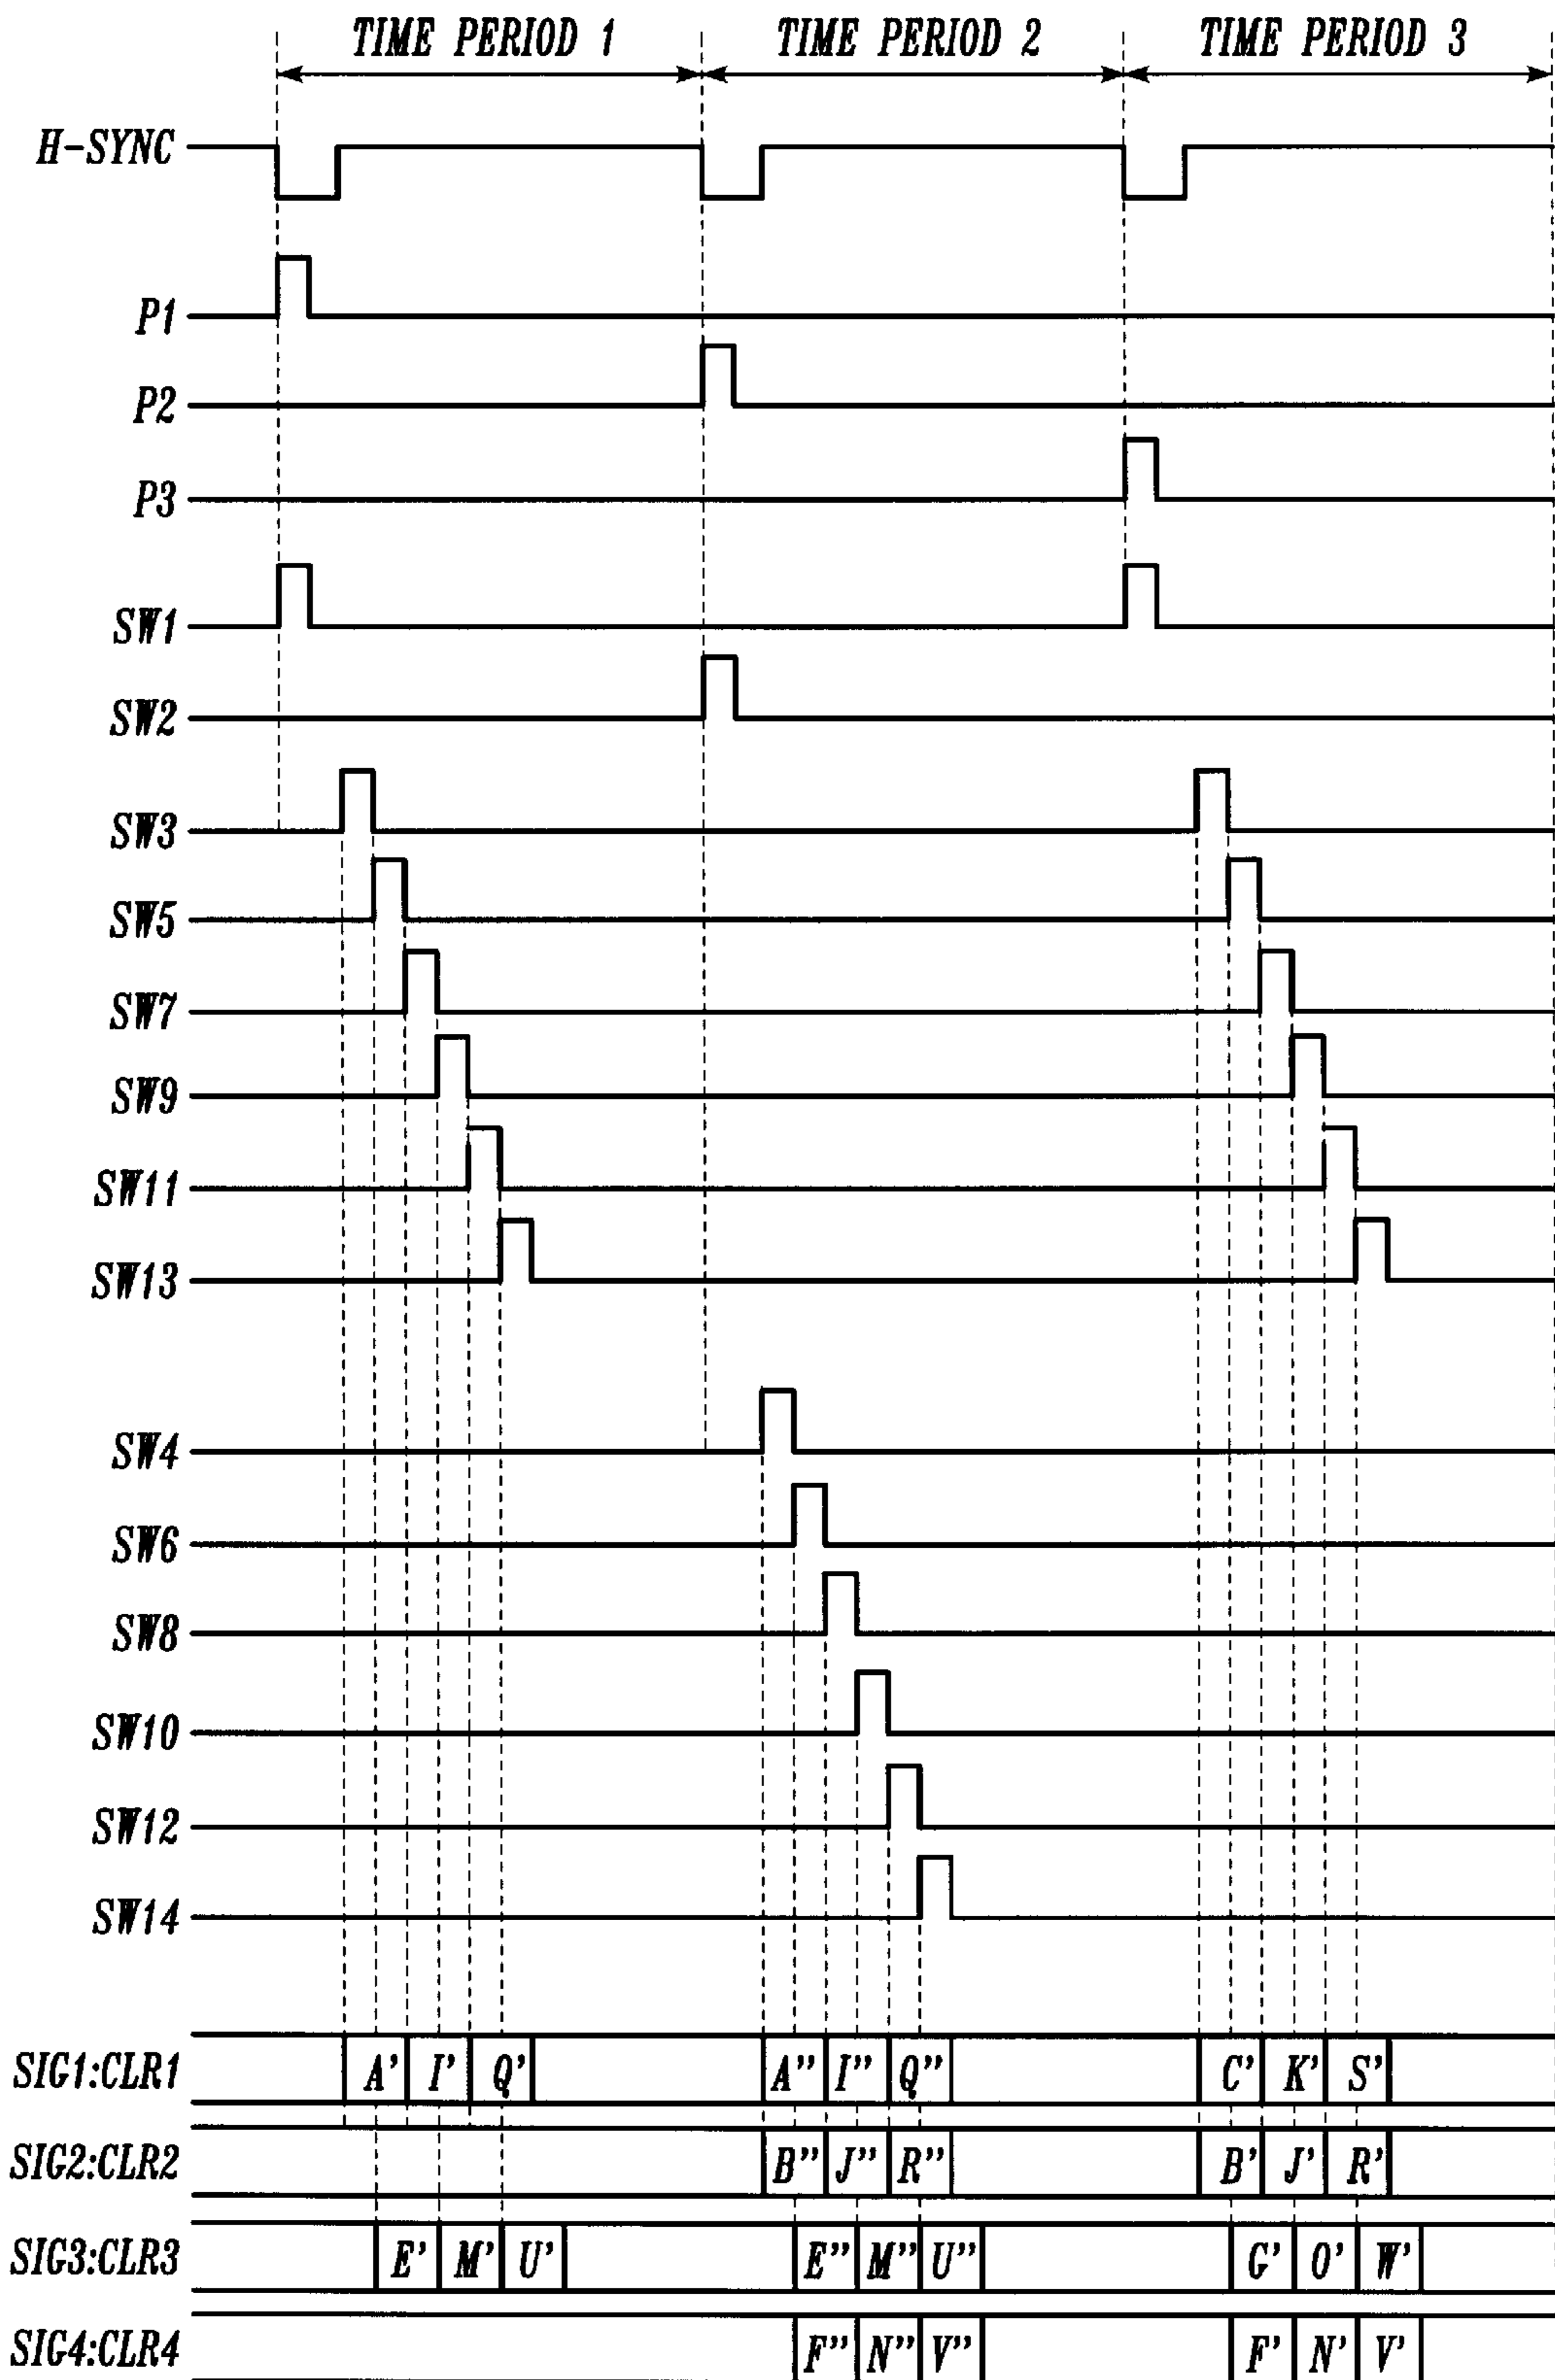 TIME PERIOD 1 TIME PERIOD 2 TIME PERIOD 3
H-SYNC
P1
P2
P3
SW1
SW2
SW3
SW5
SW7
SW9
SW11
SW13
SW4
SW6
SW8
SW10
SW12
SW14
SIG1:CLR1 A' I' Q' A'' I'' Q'' C' K' S'
SIG2:CLR2 B'' J'' R'' B' J' R'
SIG3:CLR3 E' M' U' E'' M'' U'' G' O' W'
SIG4:CLR4 F'' N'' V'' F' N' V'